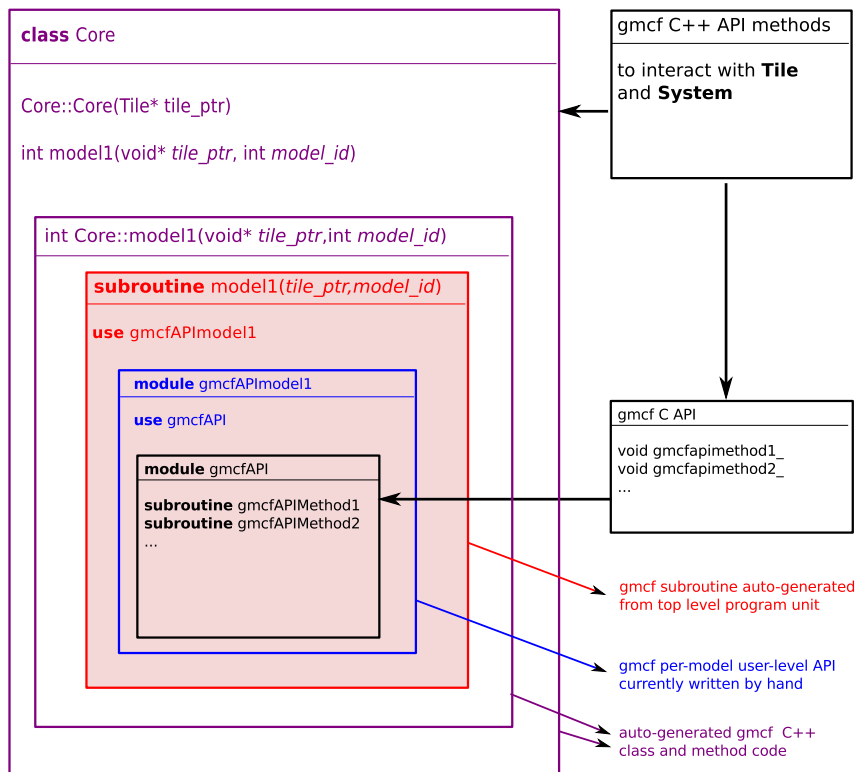 class Core
Core::Core(Tile* tile_ptr)
int model1(void* tile_ptr, int model_id)
int Core::model1(void* tile_ptr,int model_id)
subroutine model1(tile_ptr,model_id)
use gmcfAPImodel1
module gmcfAPImodel1
use gmcfAPI
module gmcfAPI
subroutine gmcfAPIMethod1
subroutine gmcfAPIMethod2
...
gmcf C++ API methods
to interact with Tile
and System
gmcf C API
void gmcfapimethod1_
void gmcfapimethod2_
...
gmcf subroutine auto-generated
from top level program unit
gmcf per-model user-level API
currently written by hand
auto-generated gmcf  C++
class and method code